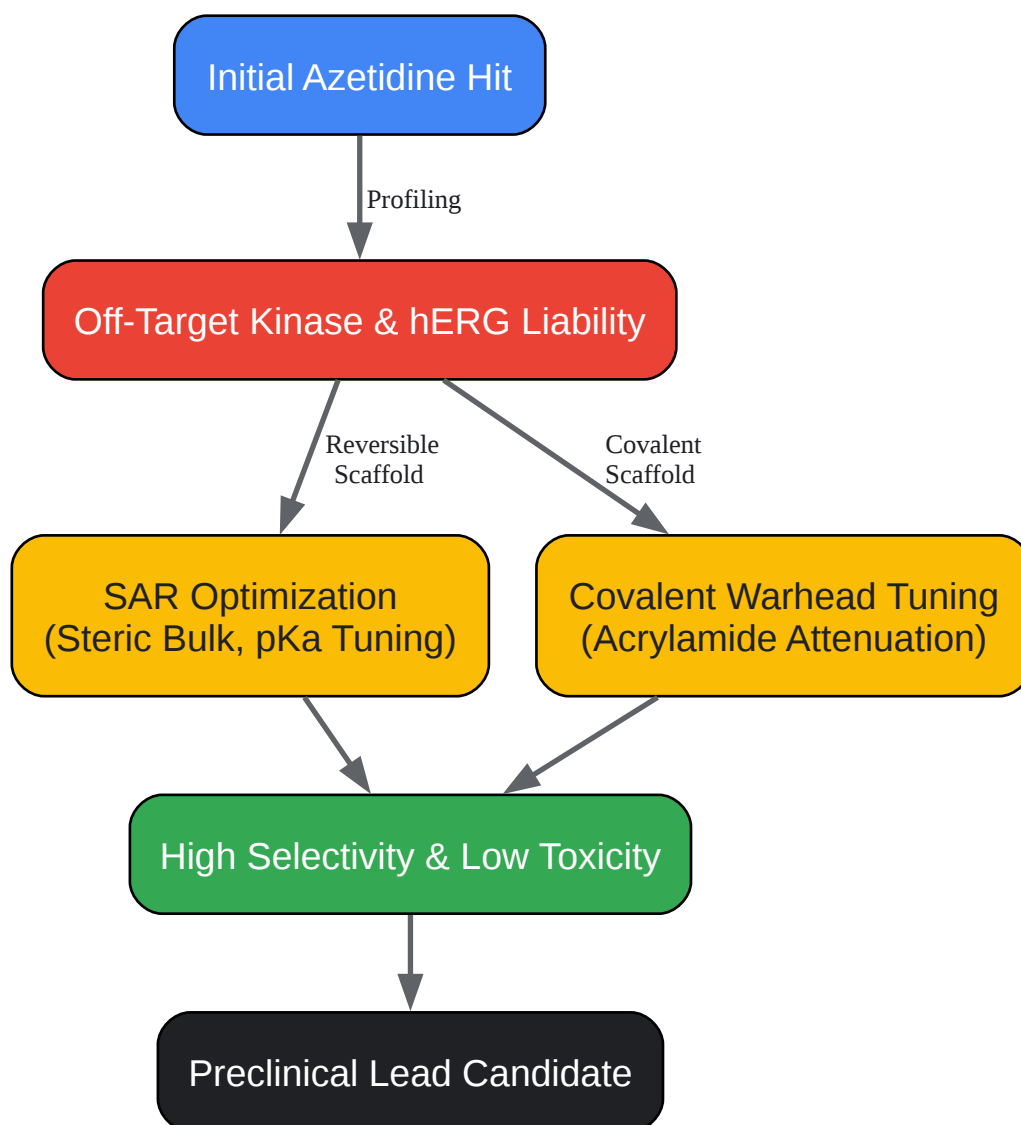 Initial Azetidine Hit
Profiling
Off-Target Kinase & hERG Liability
Reversible
Scaffold
Covalent
Scaffold
SAR Optimization
(Steric Bulk, pKa Tuning)
Covalent Warhead Tuning
(Acrylamide Attenuation)
High Selectivity & Low Toxicity
Preclinical Lead Candidate